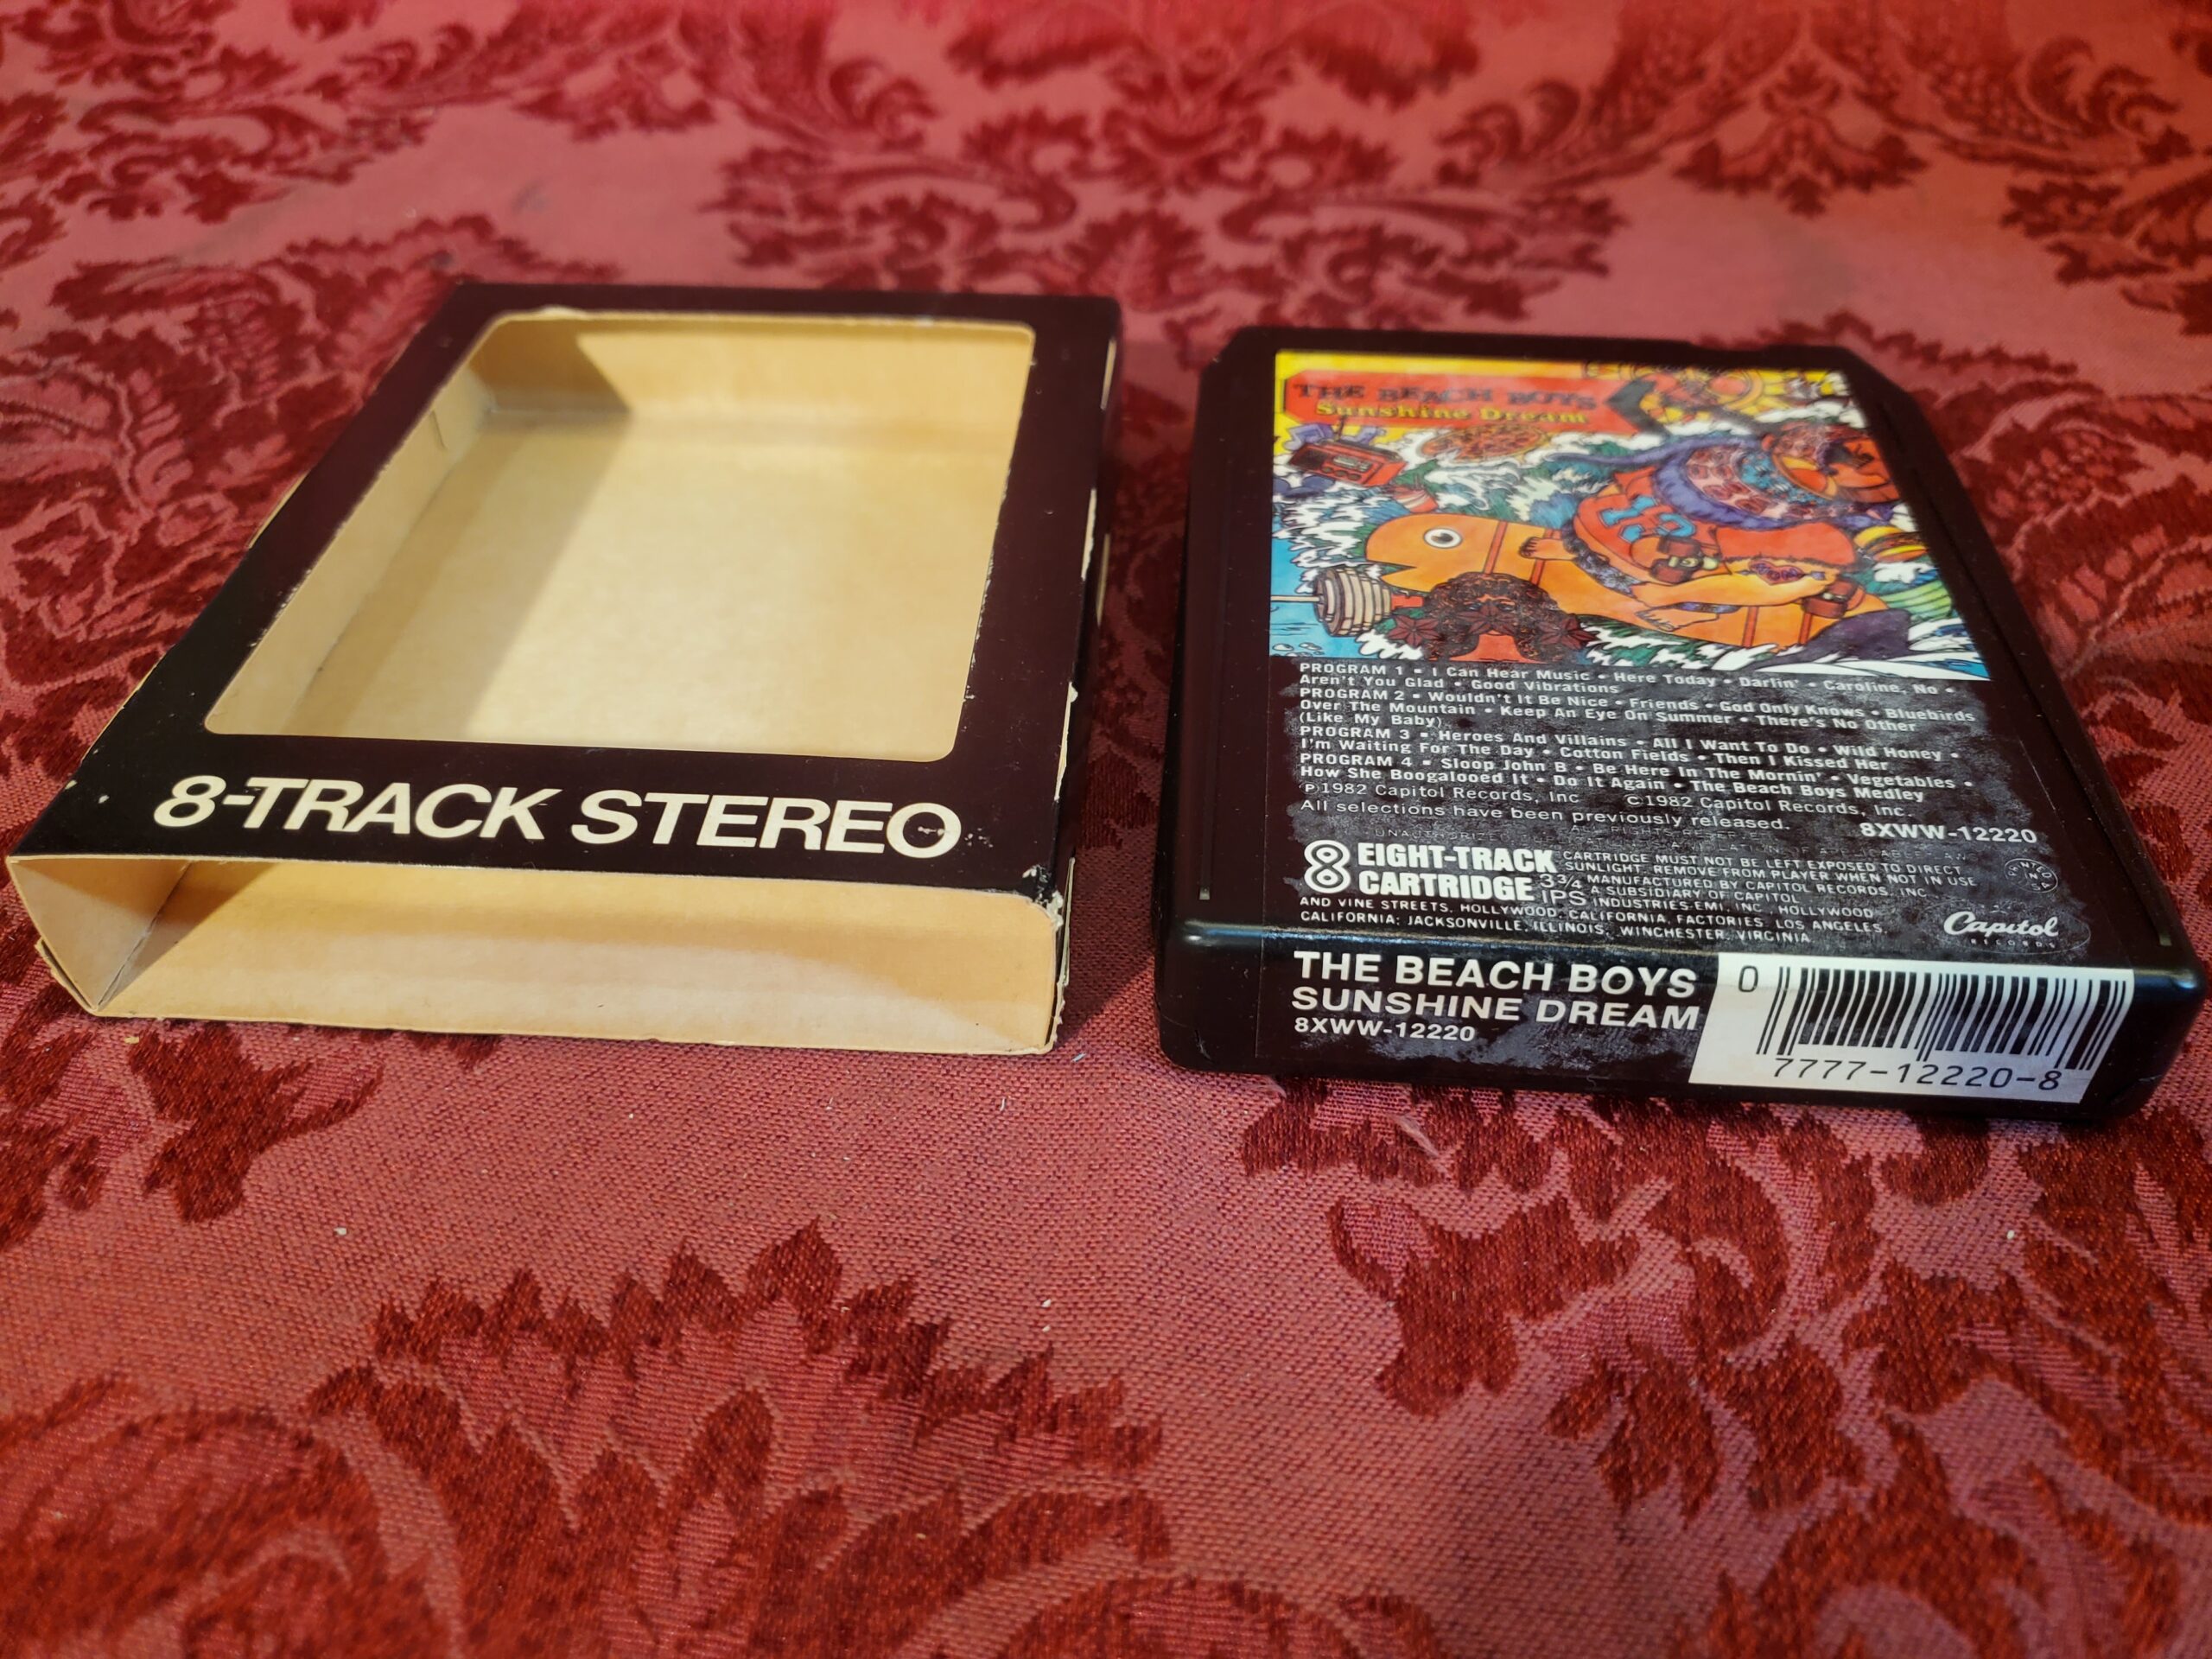 8-TRACK STEREO
THE BEACH BOYS
Sunshine Dream
PROGRAM 1 • I Can Hear Music • Here Today • Darlin' • Caroline, No •
Aren't You Glad • Good Vibrations
PROGRAM 2 • Wouldn't It Be Nice • Friends • God Only Knows • Bluebirds
Over The Mountain • Keep An Eye On Summer • There's No Other
(Like My Baby)
PROGRAM 3 • Heroes And Villains • All I Want To Do • Wild Honey •
I'm Waiting For The Day • Cotton Fields • Then I Kissed Her
PROGRAM 4 • Sloop John B • Be Here In The Mornin' • Vegetables •
How She Boogalooed It • Do It Again • The Beach Boys Medley
℗1982 Capitol Records, Inc ©1982 Capitol Records, Inc.
All selections have been previously released.
8XWW-12220
8 EIGHT-TRACK
CARTRIDGE
3¾
IPS
CARTRIDGE MUST NOT BE LEFT EXPOSED TO DIRECT
SUNLIGHT. REMOVE FROM PLAYER WHEN NOT IN USE
MANUFACTURED BY CAPITOL RECORDS, INC.
A SUBSIDIARY OF CAPITOL
INDUSTRIES-EMI, INC., HOLLYWOOD
AND VINE STREETS, HOLLYWOOD, CALIFORNIA, FACTORIES, LOS ANGELES,
CALIFORNIA; JACKSONVILLE, ILLINOIS, WINCHESTER, VIRGINIA
Capitol
RECORDS
THE BEACH BOYS
SUNSHINE DREAM
8XWW-12220
0
7777-12220-8